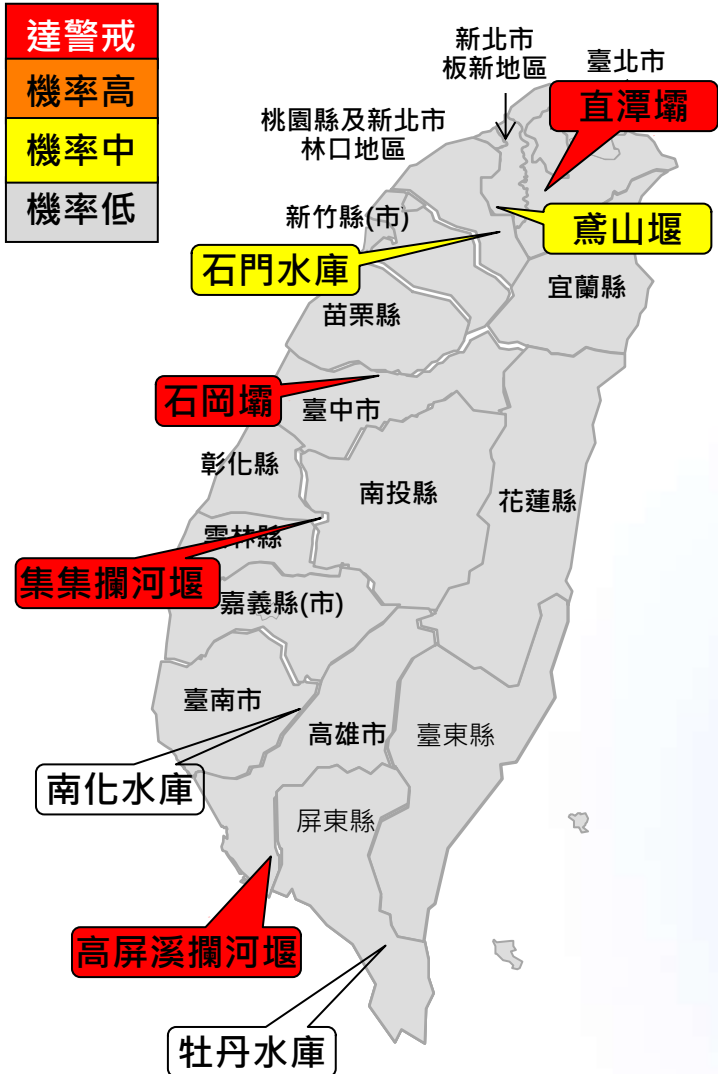 達警戒
機率高
機率中
機率低
新北市
板新地區
臺北市
直潭壩
桃園縣及新北市
林口地區
新竹縣(市)
鳶山堰
石門水庫
宜蘭縣
苗栗縣
石岡壩
臺中市
彰化縣
南投縣
花蓮縣
雲林縣
集集攔河堰
嘉義縣(市)
臺南市
高雄市
臺東縣
南化水庫
屏東縣
高屏溪攔河堰
牡丹水庫